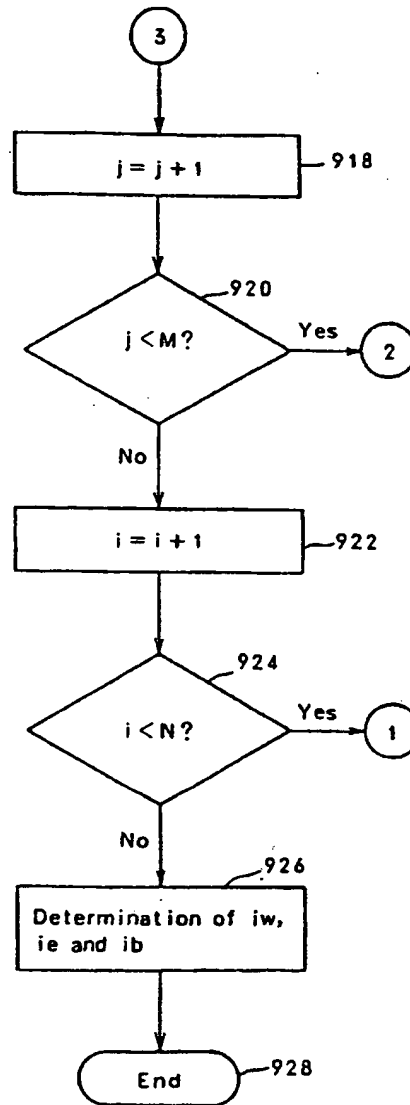 3
j = j + 1
918
920
j < M?
Yes
2
No
i = i + 1
922
924
i < N?
Yes
1
No
926
Determination of iw,
ie and ib
End
928